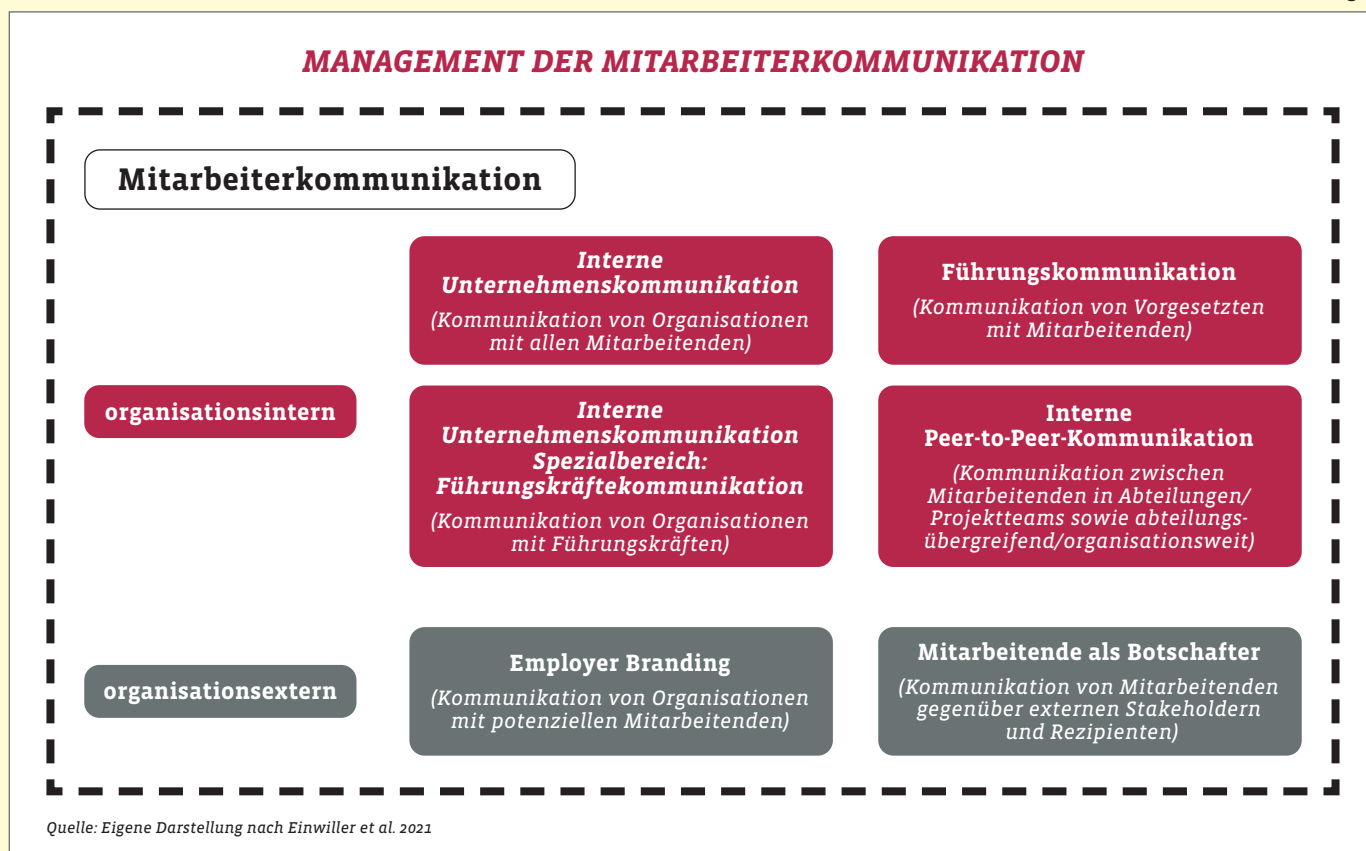 MANAGEMENT DER MITARBEITERKOMMUNIKATION
Mitarbeiterkommunikation
Interne
Unternehmenskommunikation
(Kommunikation von Organisationen
mit allen Mitarbeitenden)
Führungskommunikation
(Kommunikation von Vorgesetzten
mit Mitarbeitenden)
organisationsintern
Interne
Unternehmenskommunikation
Spezialbereich:
Führungskräftekommunikation
(Kommunikation von Organisationen
mit Führungskräften)
Interne
Peer-to-Peer-Kommunikation
(Kommunikation zwischen
Mitarbeitenden in Abteilungen/
Projektteams sowie abteilungs-
übergreifend/organisationsweit)
organisationsextern
Employer Branding
(Kommunikation von Organisationen
mit potenziellen Mitarbeitenden)
Mitarbeitende als Botschafter
(Kommunikation von Mitarbeitenden
gegenüber externen Stakeholdern
und Rezipienten)
Quelle: Eigene Darstellung nach Einwiller et al. 2021